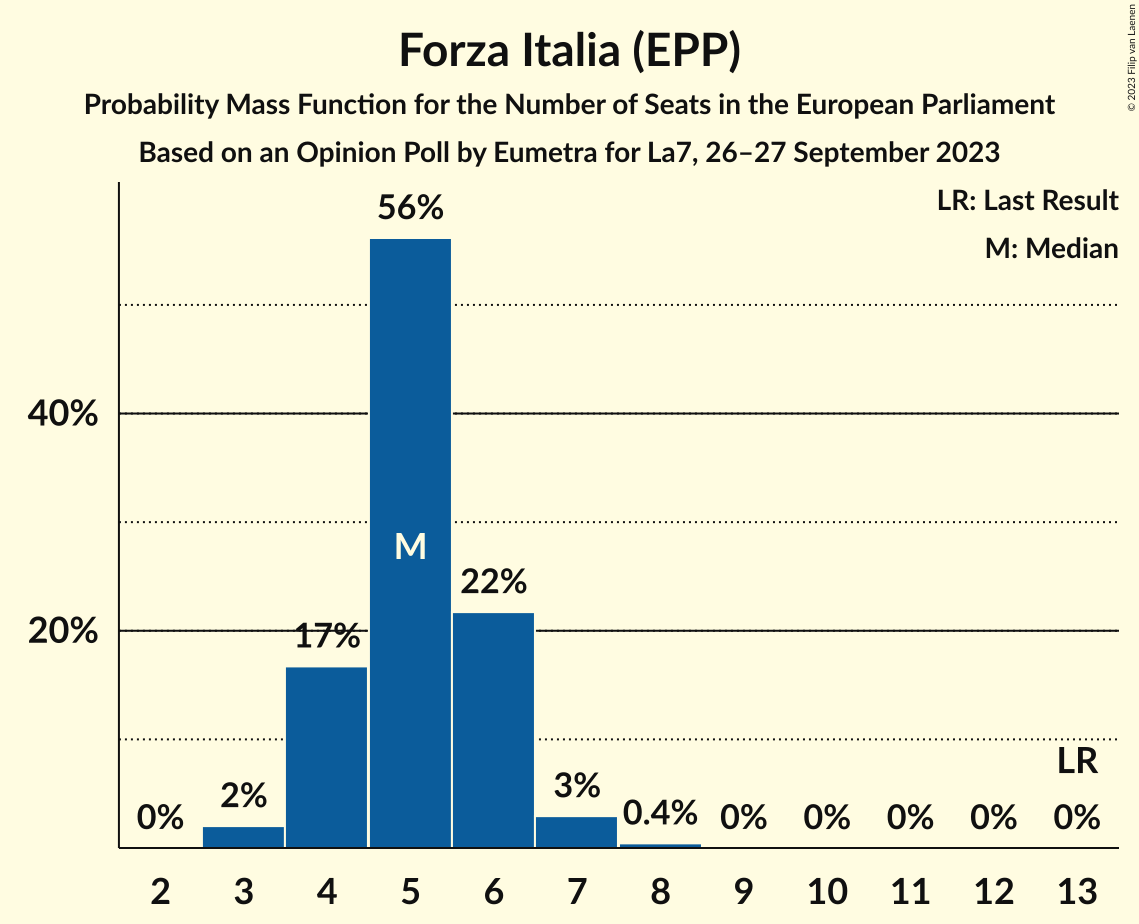 Forza Italia (EPP)
Probability Mass Function for the Number of Seats in the European Parliament
Based on an Opinion Poll by Eumetra for La7, 26–27 September 2023
© 2023 Filip van Laenen
LR: Last Result
M: Median
56%
40%
M
22%
20%
17%
LR
3%
2%
0.4%
0%
0%
0%
0%
0%
0%
2 3 4 5 6 7 8 9 10 11 12 13